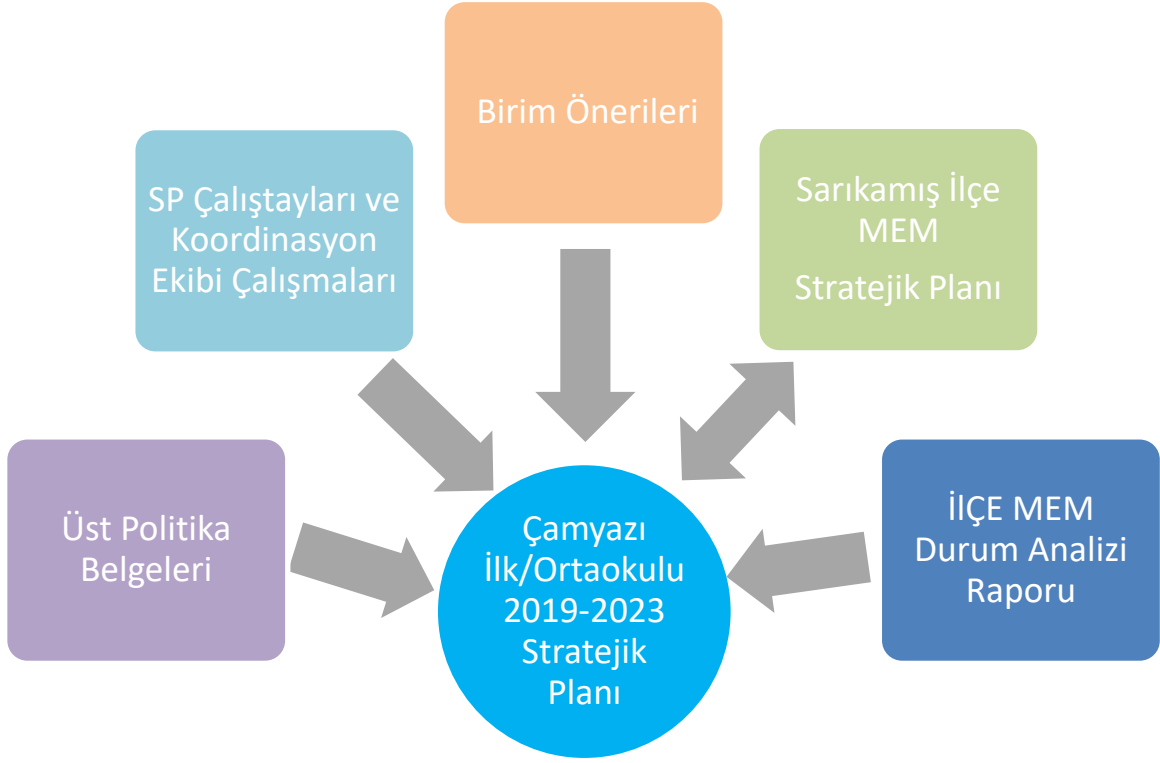 Birim Önerileri
SP Çalıştayları ve
Koordinasyon
Ekibi Çalışmaları
Sarıkamış İlçe
MEM
Stratejik Planı
Üst Politika
Belgeleri
Çamyazı
İlk/Ortaokulu
2019-2023
Stratejik
Planı
İlÇE MEM
Durum Analizi
Raporu